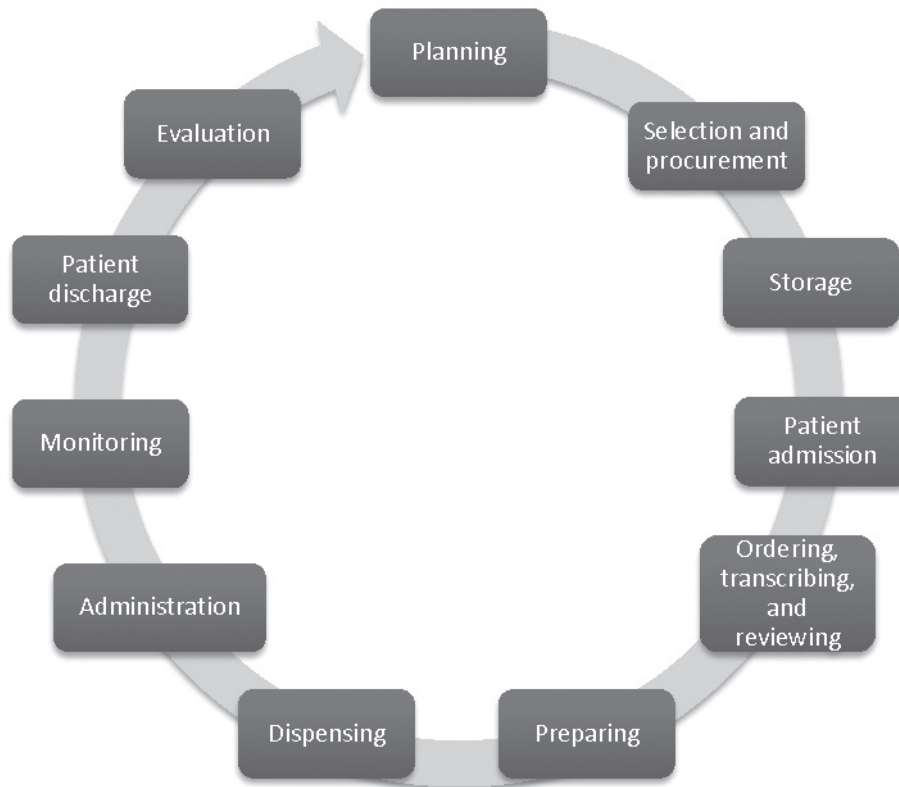 Planning
Selection and
procurement
Storage
Patient
admission
Ordering,
transcribing,
and
reviewing
Preparing
Dispensing
Administration
Monitoring
Patient
discharge
Evaluation